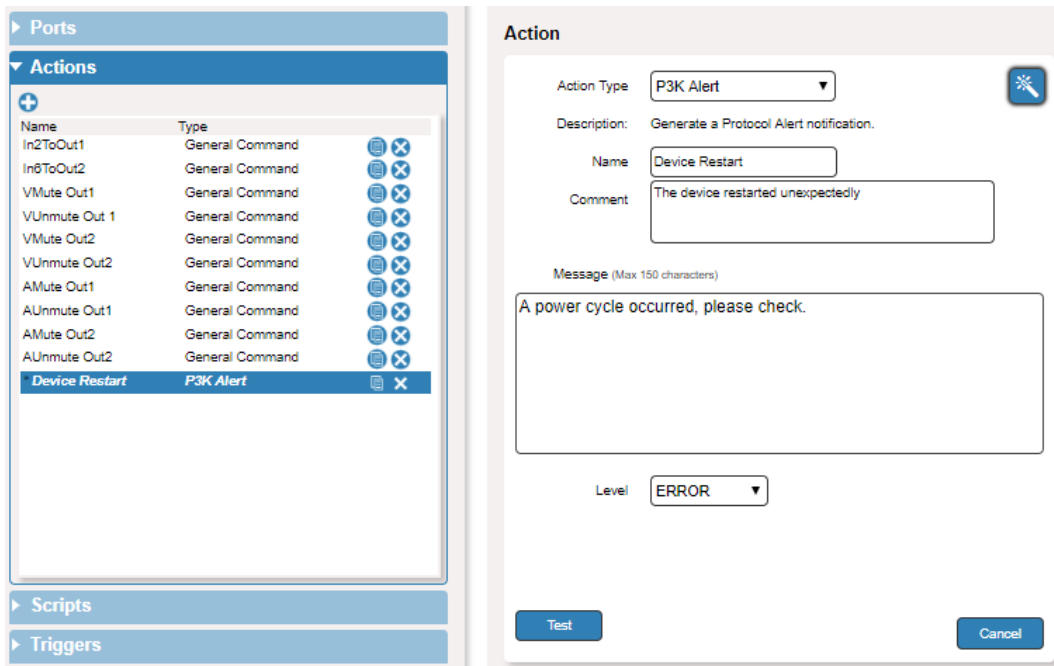 Ports
Actions
Name Type
In2ToOut1 General Command
In6ToOut2 General Command
VMute Out1 General Command
VUnmute Out 1 General Command
VMute Out2 General Command
VUnmute Out2 General Command
AMute Out1 General Command
AUnmute Out1 General Command
AMute Out2 General Command
AUnmute Out2 General Command
* Device Restart P3K Alert
Scripts
Triggers
Action
Action Type P3K Alert
Description: Generate a Protocol Alert notification.
Name Device Restart
Comment The device restarted unexpectedly
Message (Max 150 characters)
A power cycle occurred, please check.
Level ERROR
Test
Cancel